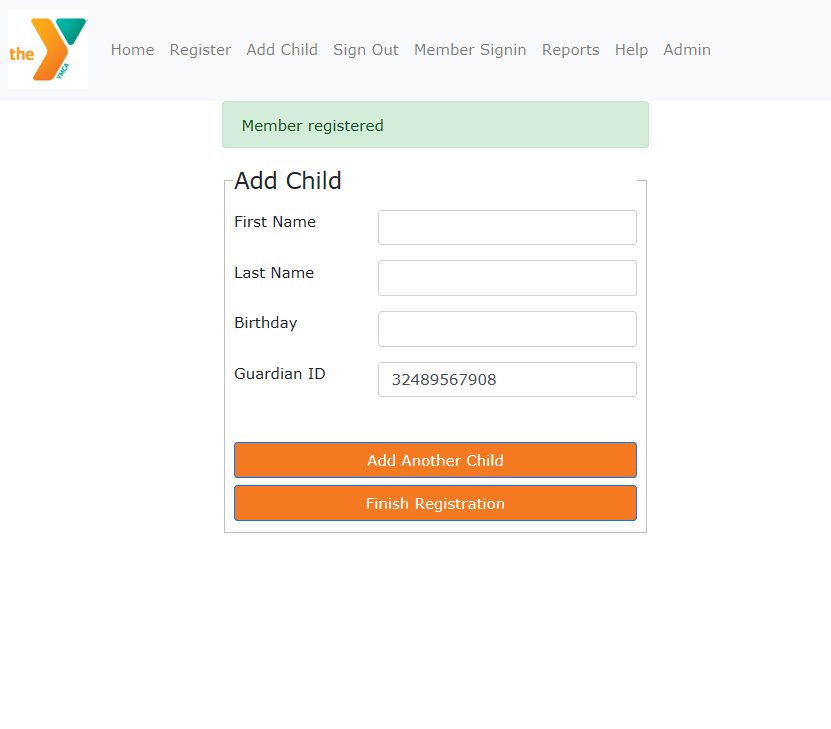 the
YMCA
Home Register Add Child Sign Out Member Signin Reports Help Admin
Member registered
Add Child
First Name
Last Name
Birthday
Guardian ID 32489567908
Add Another Child
Finish Registration